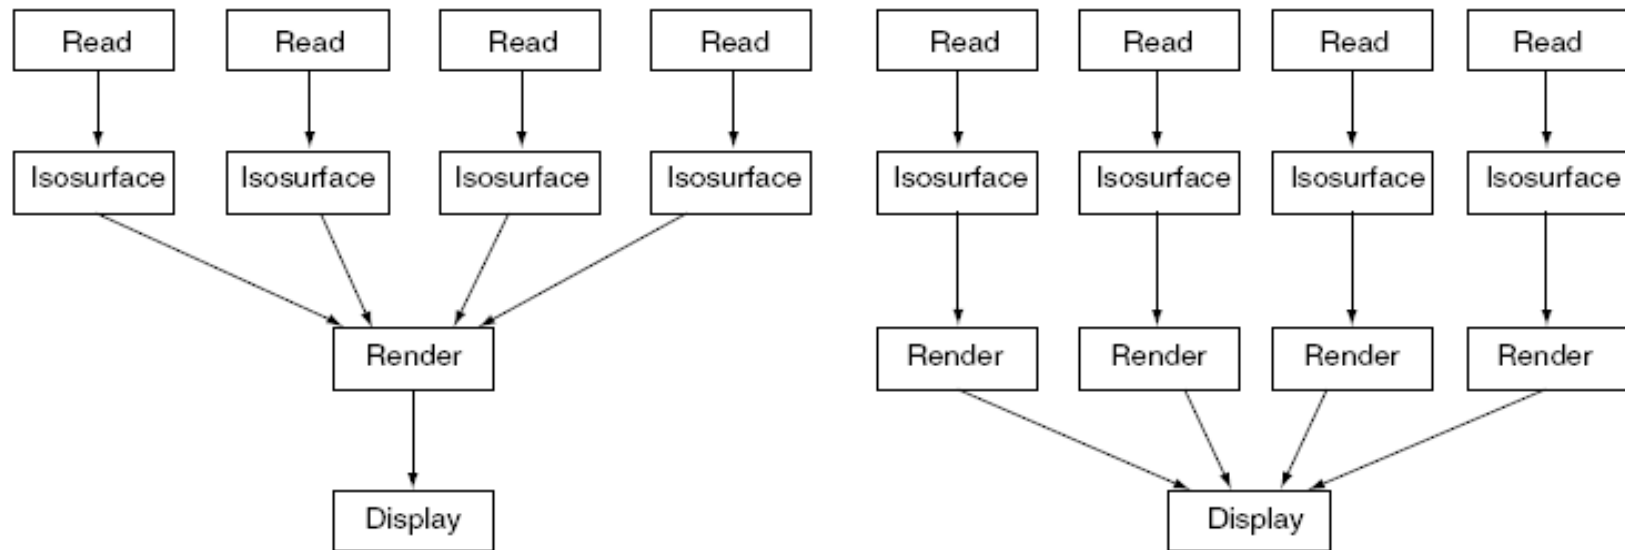 Read Read Read Read Read Read Read Read
Isosurface Isosurface Isosurface Isosurface Isosurface Isosurface Isosurface Isosurface
Render Render Render Render Render
Display Display